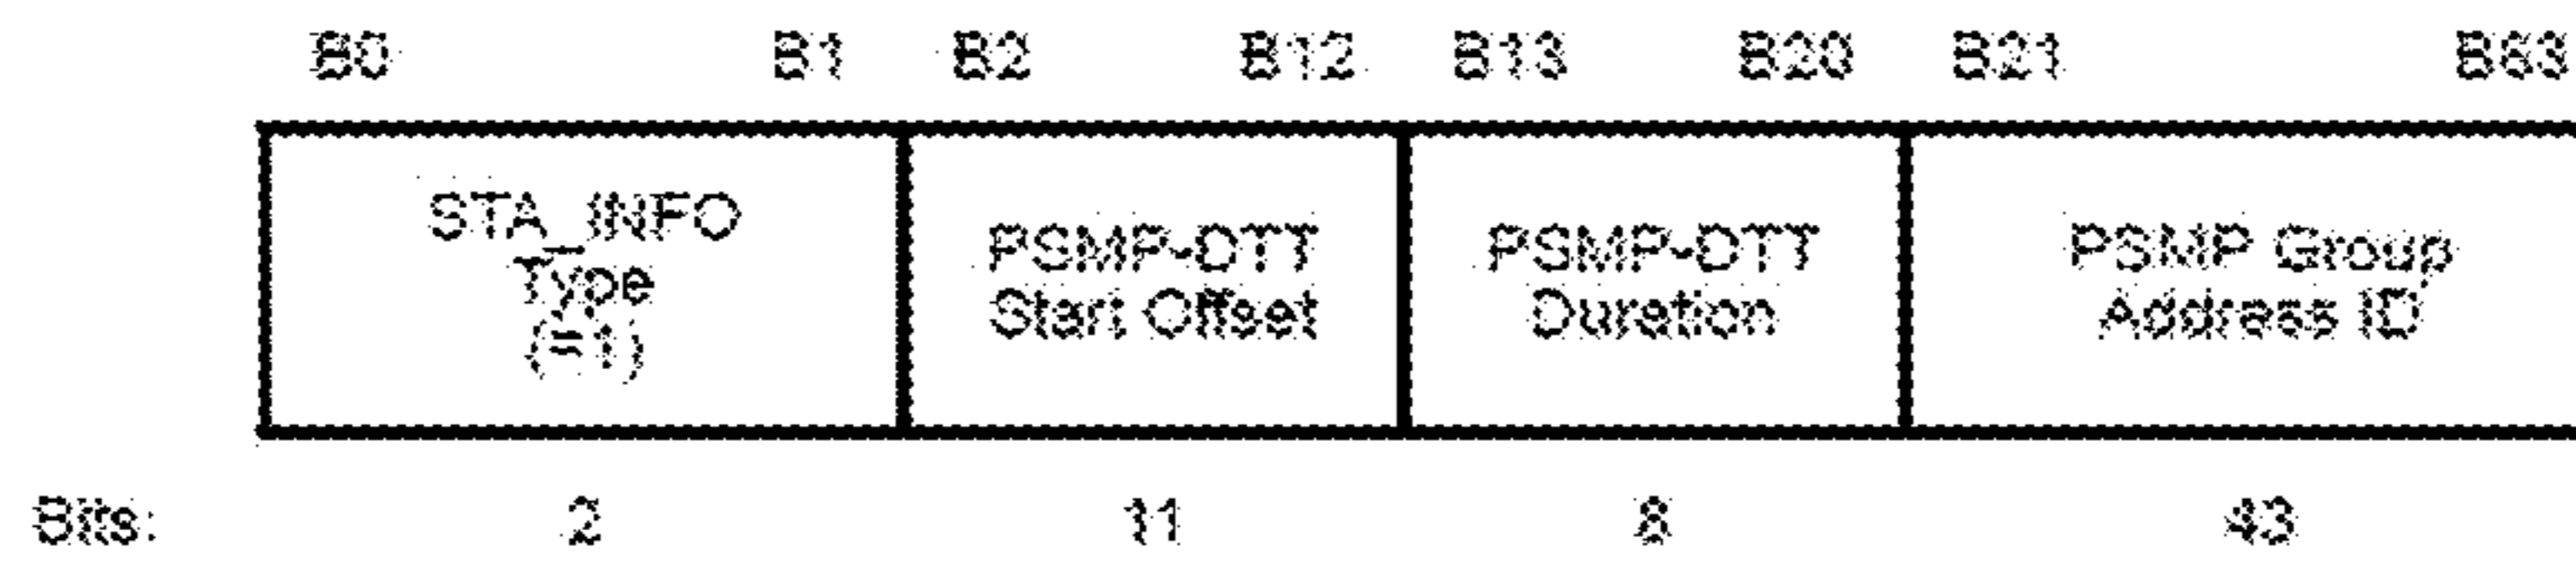 B0 B1 B2 B12 B13 B20 B21 B63
STA_INFO
Type
(=1)
PSMP-DTT
Start Offset
PSMP-DTT
Duration
PSMP Group
Address ID
Bits: 2 11 8 43